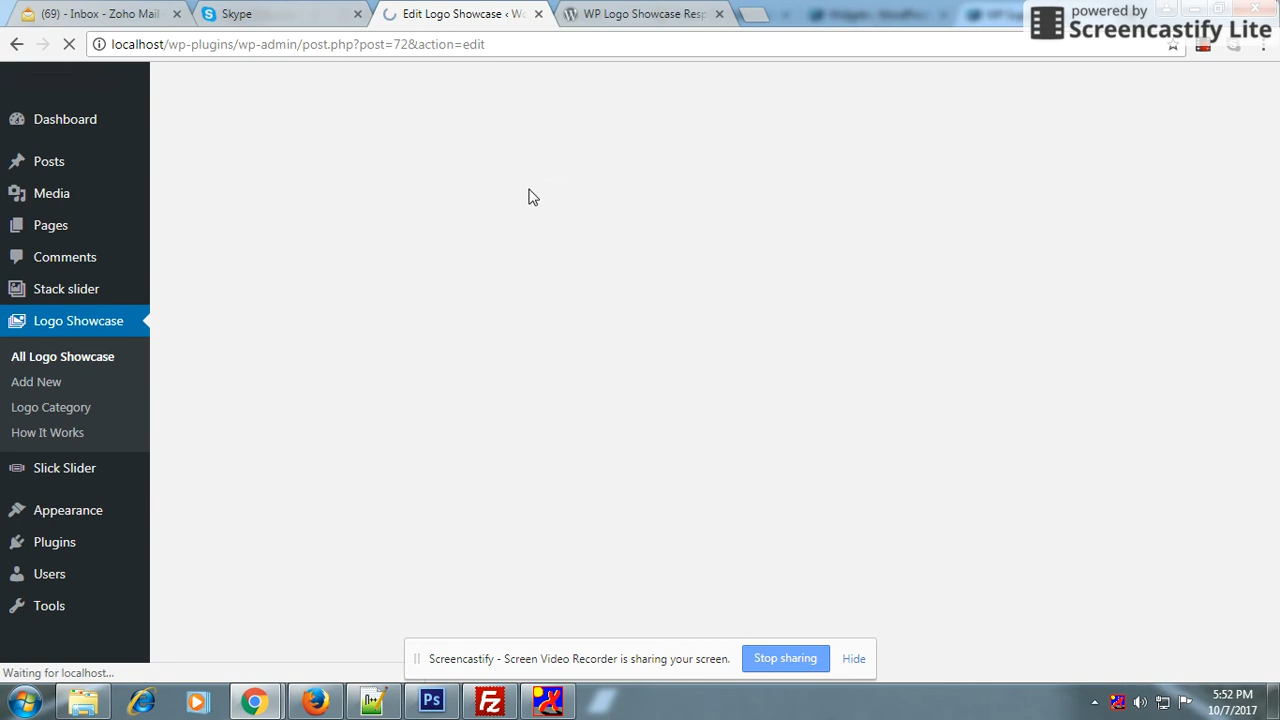 (69) - Inbox - Zoho Mail
Skype
Edit Logo Showcase
WP Logo Showcase Resp
powered by
Screencastify Lite
localhost/wp-plugins/wp-admin/post.php?post=72&action=edit
Dashboard
Posts
Media
Pages
Comments
Stack slider
Logo Showcase
All Logo Showcase
Add New
Logo Category
How It Works
Slick Slider
Appearance
Plugins
Users
Tools
Screencastify - Screen Video Recorder is sharing your screen.
Stop sharing
Hide
Waiting for localhost...
5:52 PM
10/7/2017